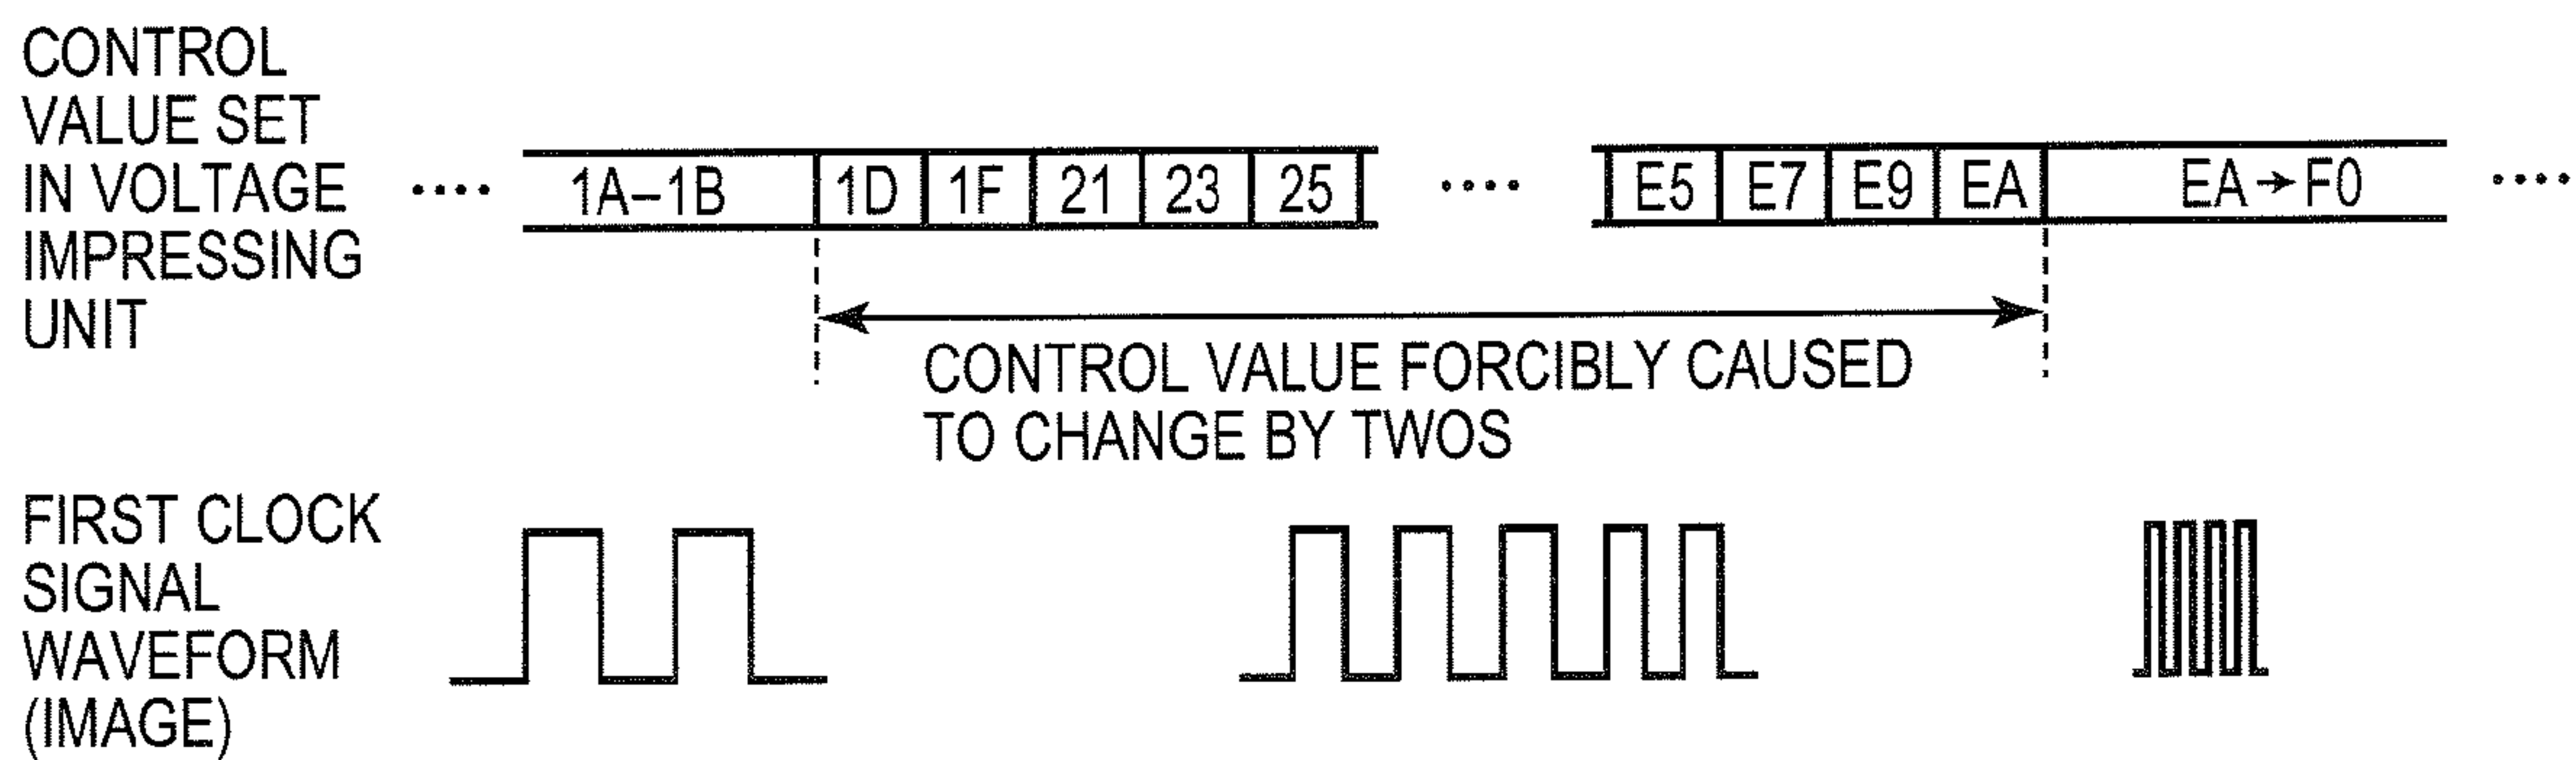 CONTROL
VALUE SET
IN VOLTAGE
IMPRESSING
UNIT
.... 1A–1B 1D 1F 21 23 25 .... E5 E7 E9 EA EA→F0 ....
CONTROL VALUE FORCIBLY CAUSED
TO CHANGE BY TWOS
FIRST CLOCK
SIGNAL
WAVEFORM
(IMAGE)